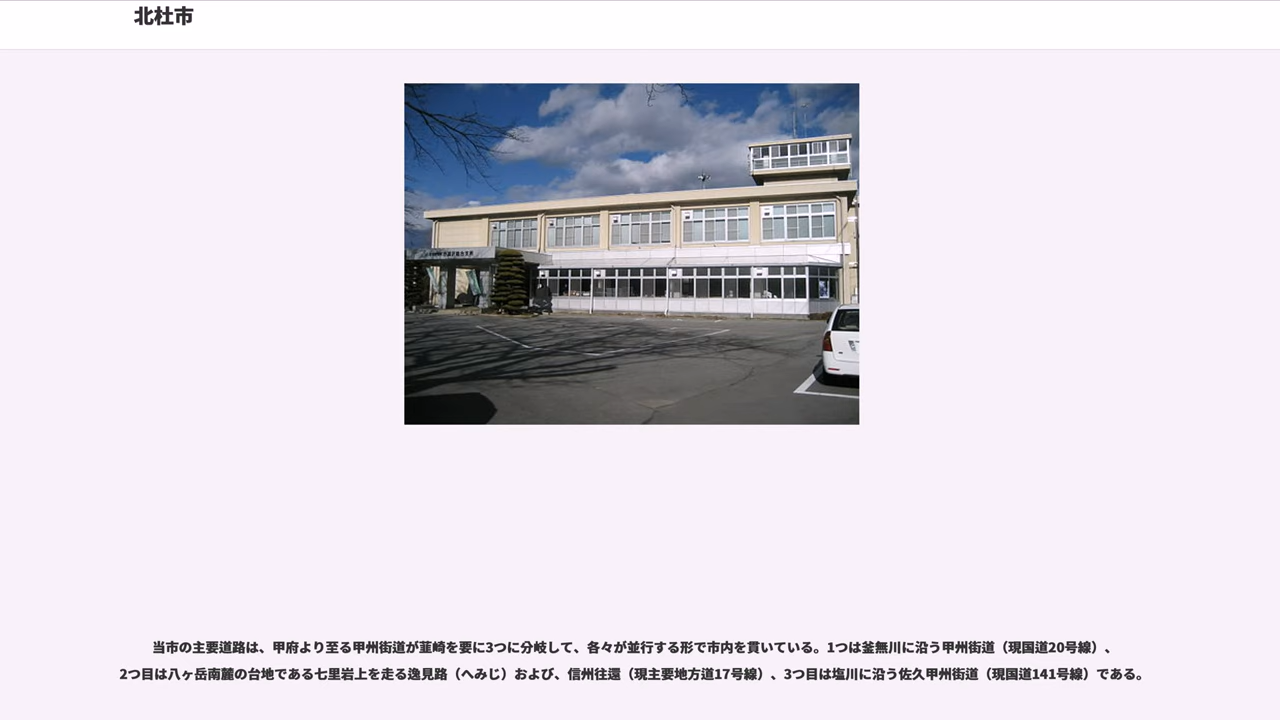 北杜市
当市の主要道路は、甲府より至る甲州街道が韮崎を要に3つに分岐して、各々が並行する形で市内を貫いている。1つは釜無川に沿う甲州街道（現国道20号線）、
2つ目は八ヶ岳南麓の台地である七里岩上を走る逸見路（へみじ）および、信州往還（現主要地方道17号線）、3つ目は塩川に沿う佐久甲州街道（現国道141号線）である。